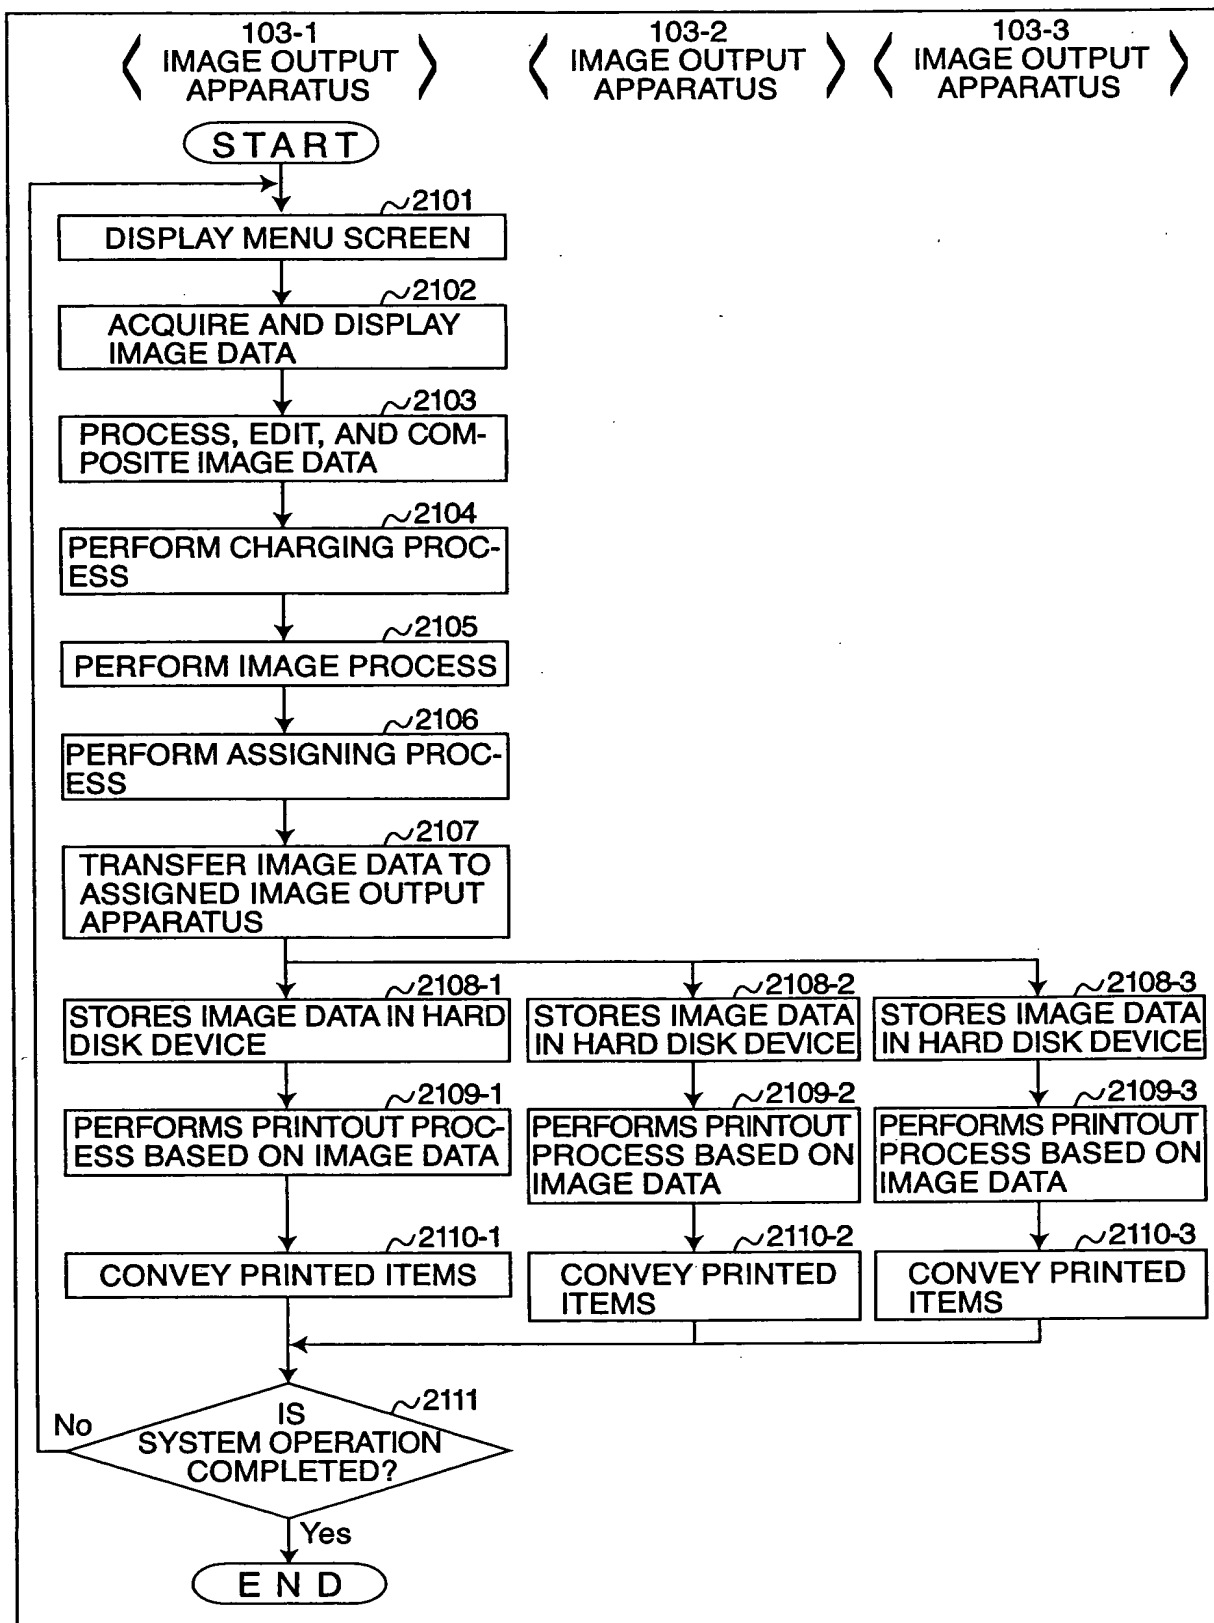 103-1
IMAGE OUTPUT
APPARATUS
103-2
IMAGE OUTPUT
APPARATUS
103-3
IMAGE OUTPUT
APPARATUS
START
2101
DISPLAY MENU SCREEN
2102
ACQUIRE AND DISPLAY
IMAGE DATA
2103
PROCESS, EDIT, AND COM-
POSITE IMAGE DATA
2104
PERFORM CHARGING PROC-
ESS
2105
PERFORM IMAGE PROCESS
2106
PERFORM ASSIGNING PROC-
ESS
2107
TRANSFER IMAGE DATA TO
ASSIGNED IMAGE OUTPUT
APPARATUS
2108-1
STORES IMAGE DATA IN HARD
DISK DEVICE
2108-2
STORES IMAGE DATA
IN HARD DISK DEVICE
2108-3
STORES IMAGE DATA
IN HARD DISK DEVICE
2109-1
PERFORMS PRINTOUT PROC-
ESS BASED ON IMAGE DATA
2109-2
PERFORMS PRINTOUT
PROCESS BASED ON
IMAGE DATA
2109-3
PERFORMS PRINTOUT
PROCESS BASED ON
IMAGE DATA
2110-1
CONVEY PRINTED ITEMS
2110-2
CONVEY PRINTED
ITEMS
2110-3
CONVEY PRINTED
ITEMS
2111
IS
SYSTEM OPERATION
COMPLETED?
No
Yes
END